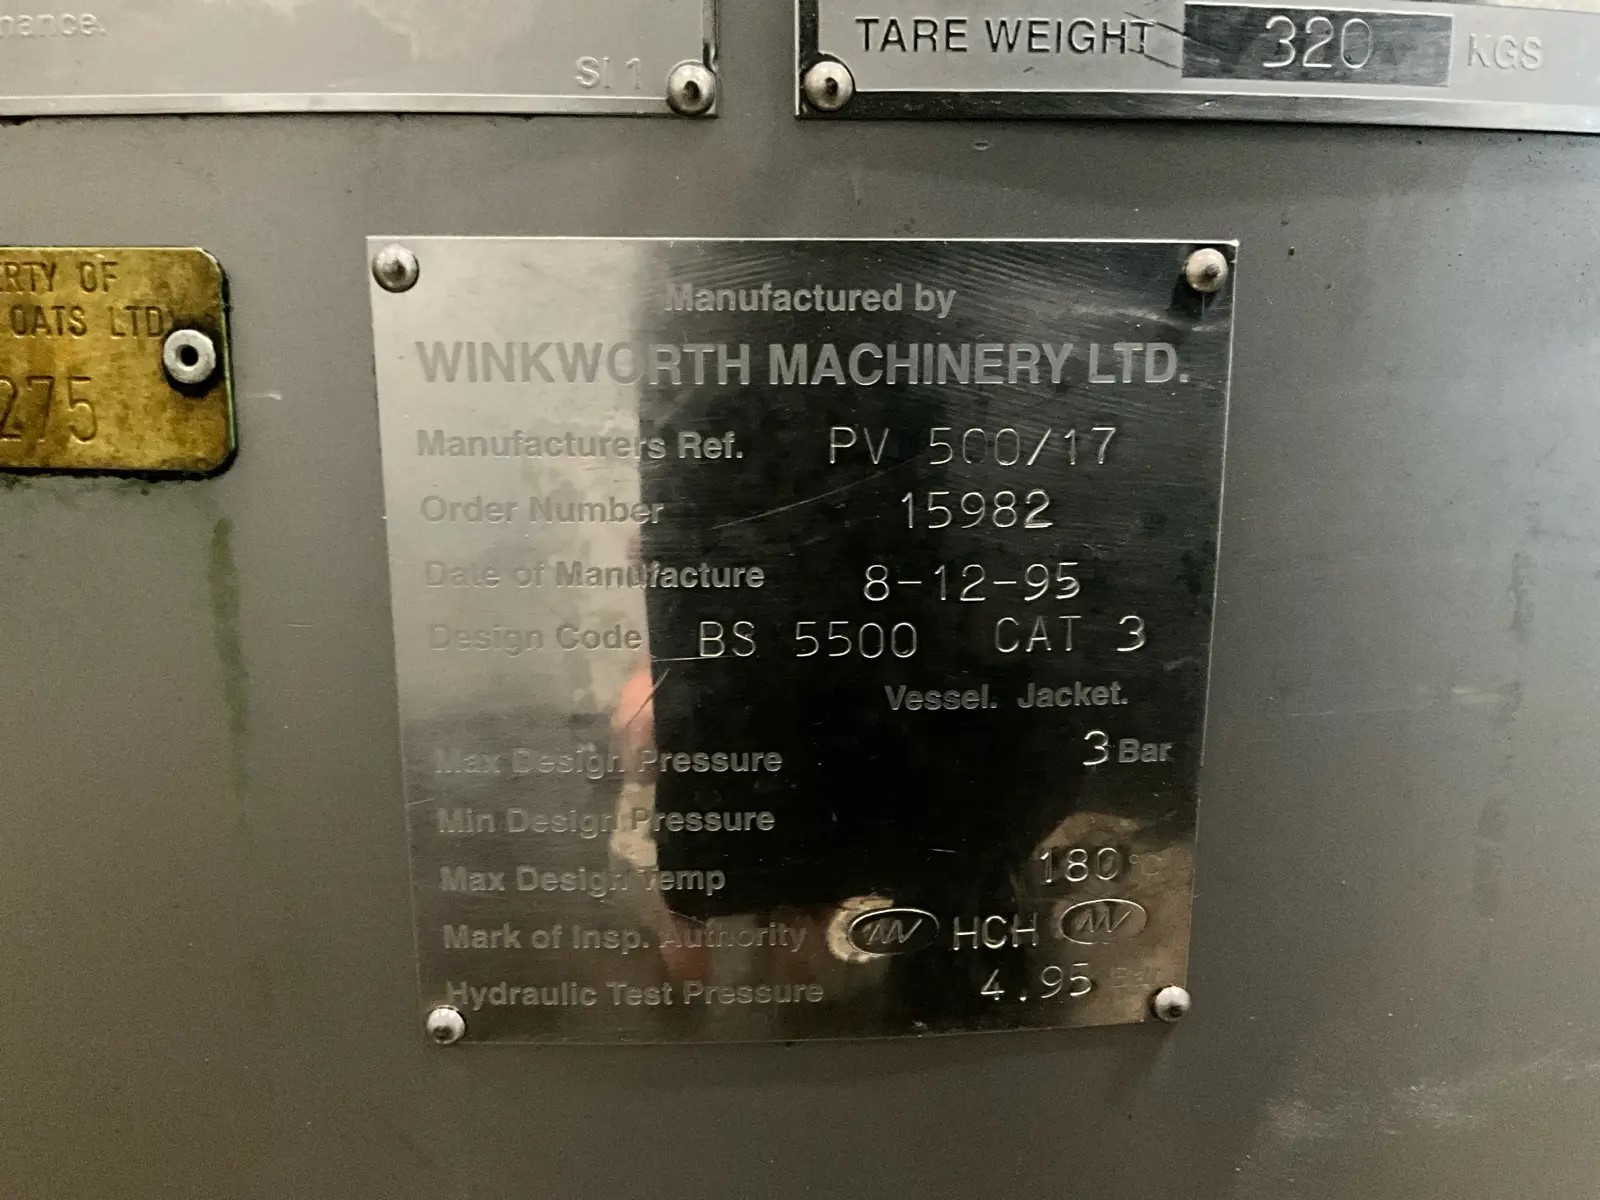 SI 1
TARE WEIGHT 320 KGS
OF
OATS LTD
275
Manufactured by
WINKWORTH MACHINERY LTD.
Manufacturers Ref. PV 500/17
Order Number 15982
Date of Manufacture 8-12-95
Design Code BS 5500 CAT 3
Vessel. Jacket.
Max Design Pressure 3 Bar
Min Design Pressure
Max Design Temp 180 °C
Mark of Insp. Authority HCH
Hydraulic Test Pressure 4.95 Bar